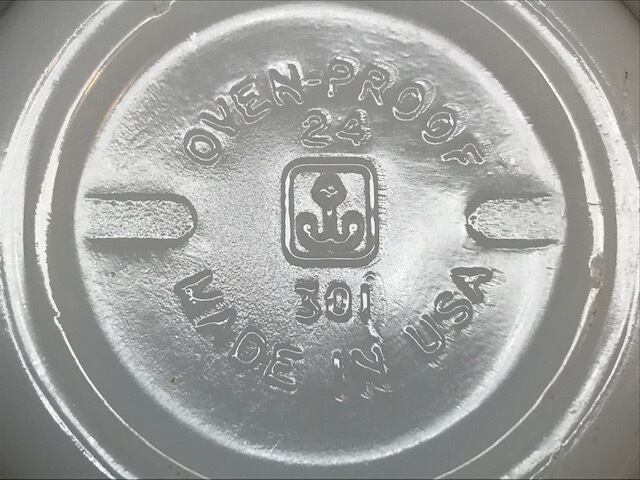 OVEN-PROOF
24
301
MADE IN USA